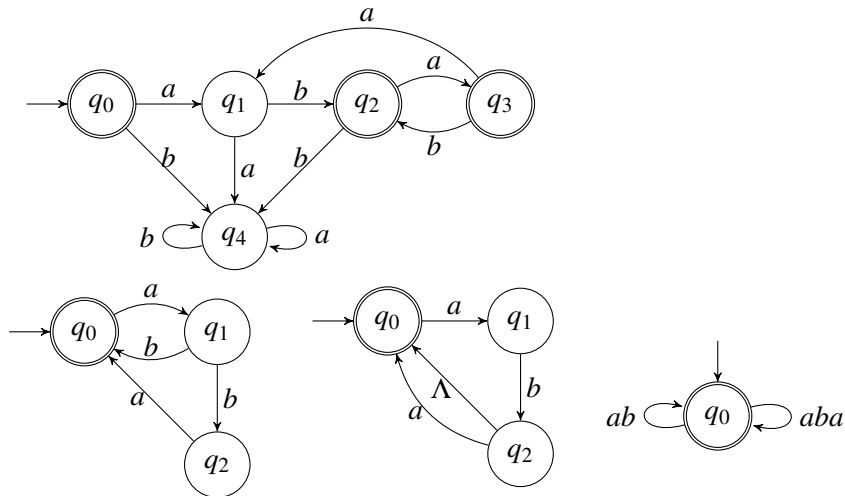 a
q0 a q1 b q2 a q3
b
b a b
b q4 a
a
q0 q1
b
a b
q2
q0 a q1
Λ b
a
q2
ab q0 aba